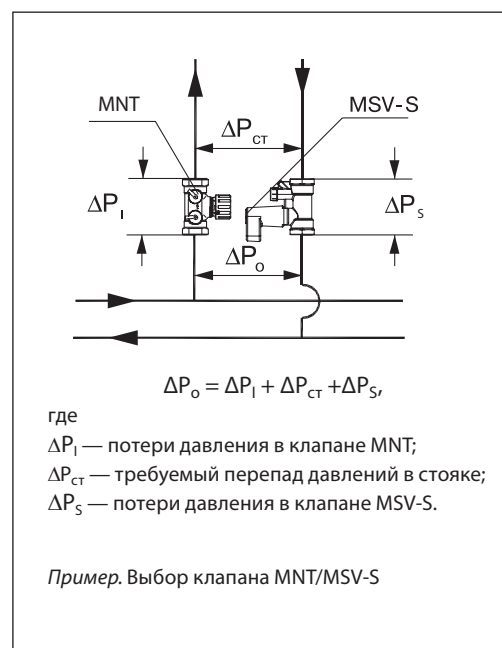 MNT
MSV-S
ΔPст
ΔPI
ΔPS
ΔPo
ΔPo = ΔPI + ΔPст +ΔPS,
где
ΔPI — потери давления в клапане MNT;
ΔPст — требуемый перепад давлений в стояке;
ΔPS — потери давления в клапане MSV-S.
Пример. Выбор клапана MNT/MSV-S